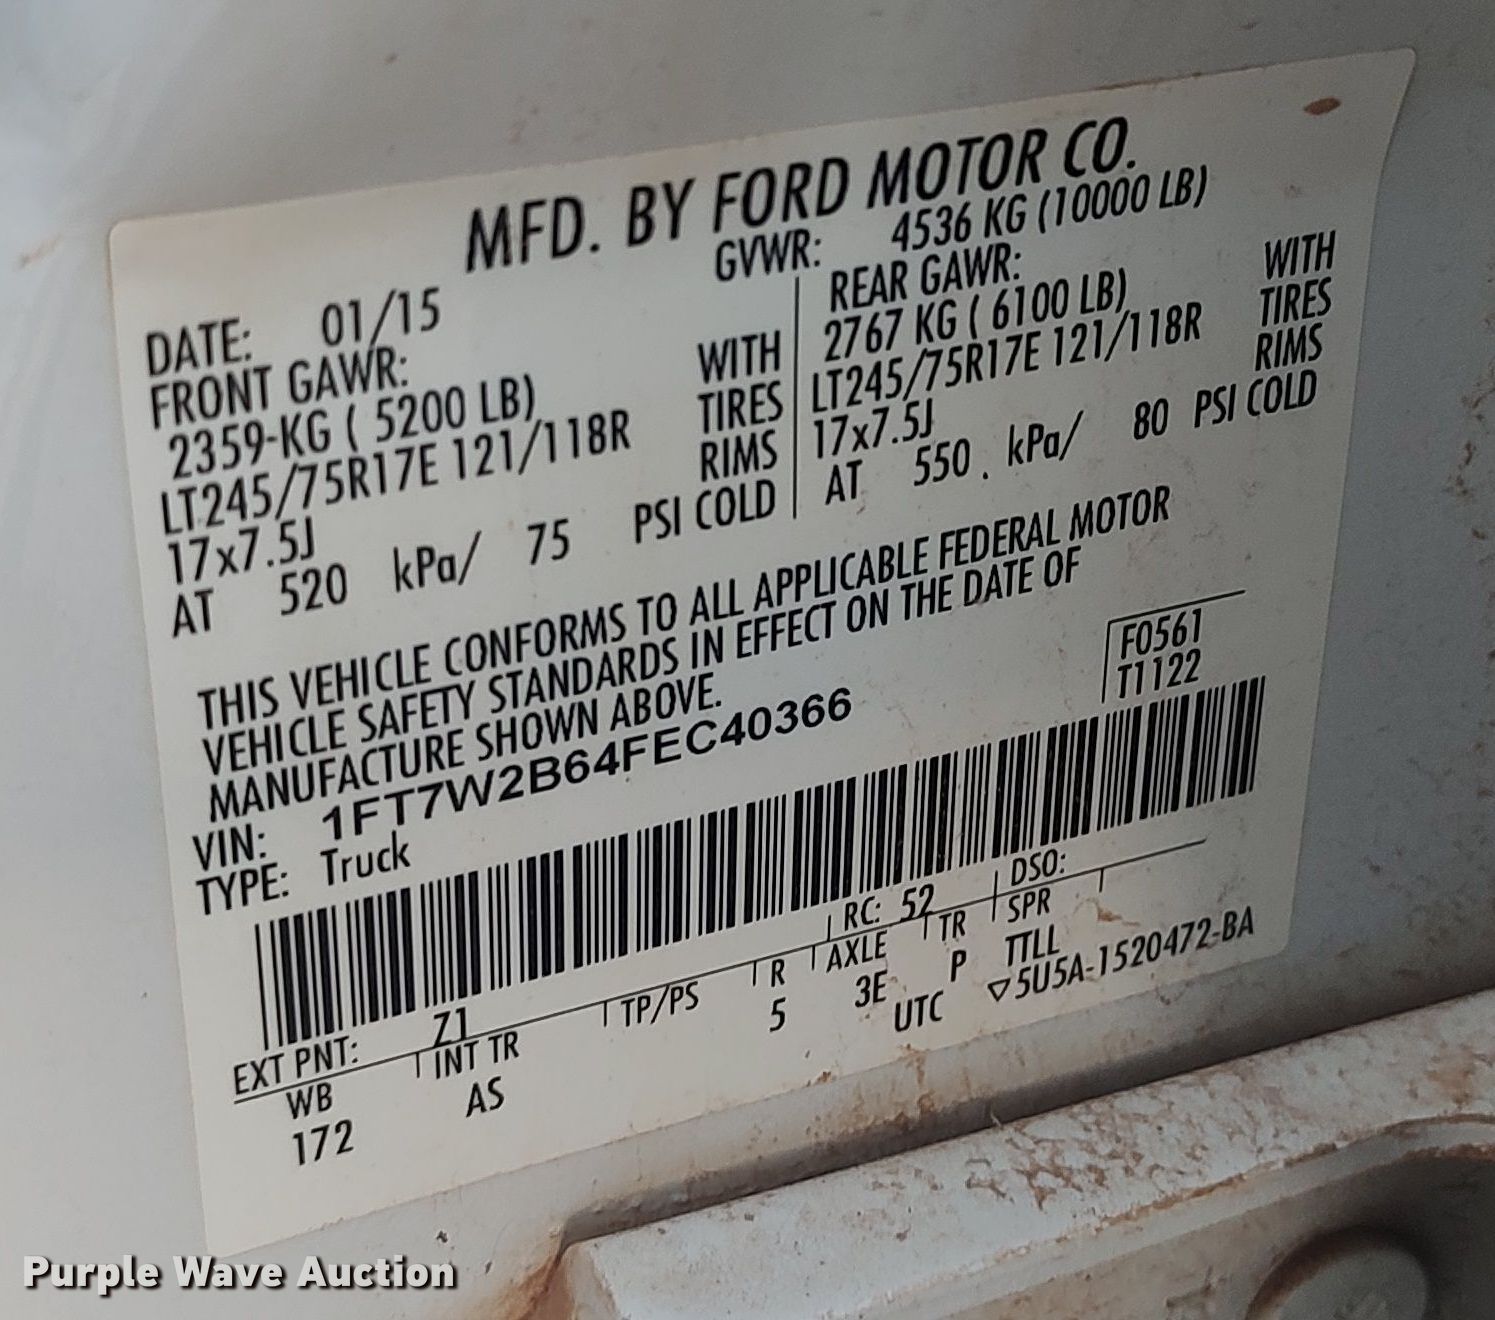 MFD. BY FORD MOTOR CO.
DATE: 01/15 GVWR: 4536 KG (10000 LB)
FRONT GAWR:
2359-KG ( 5200 LB) WITH
LT245/75R17E 121/118R TIRES
17x7.5J RIMS
AT 520 kPa/ 75 PSI COLD
REAR GAWR:
2767 KG ( 6100 LB) WITH
LT245/75R17E 121/118R TIRES
17x7.5J RIMS
AT 550 kPa/ 80 PSI COLD
THIS VEHICLE CONFORMS TO ALL APPLICABLE FEDERAL MOTOR
VEHICLE SAFETY STANDARDS IN EFFECT ON THE DATE OF
MANUFACTURE SHOWN ABOVE.
F0561
T1122
VIN: 1FT7W2B64FEC40366
TYPE: Truck
EXT PNT: Z1 RC: 52 DSO:
WB INT TR TP/PS R AXLE TR SPR
172 AS 5 3E P TTLL
UTC ▽5U5A-1520472-BA
Purple Wave Auction